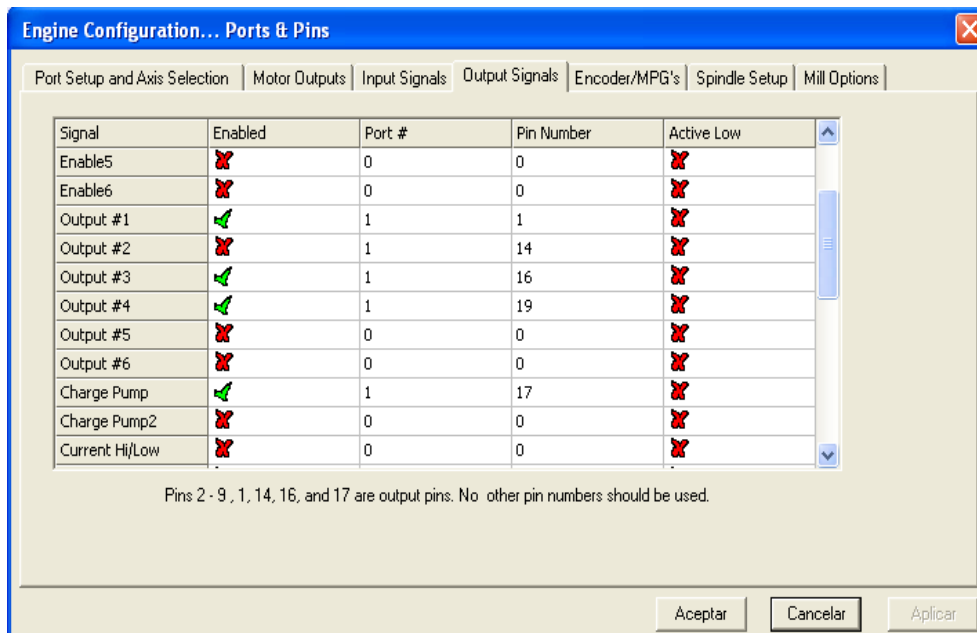 Engine Configuration... Ports & Pins
Port Setup and Axis Selection Motor Outputs Input Signals Output Signals Encoder/MPG's Spindle Setup Mill Options
Signal Enabled Port # Pin Number Active Low
Enable5 0 0
Enable6 0 0
Output #1 1 1
Output #2 1 14
Output #3 1 16
Output #4 1 19
Output #5 0 0
Output #6 0 0
Charge Pump 1 17
Charge Pump2 0 0
Current Hi/Low 0 0
Pins 2 - 9 , 1, 14, 16, and 17 are output pins. No other pin numbers should be used.
Aceptar Cancelar Aplicar